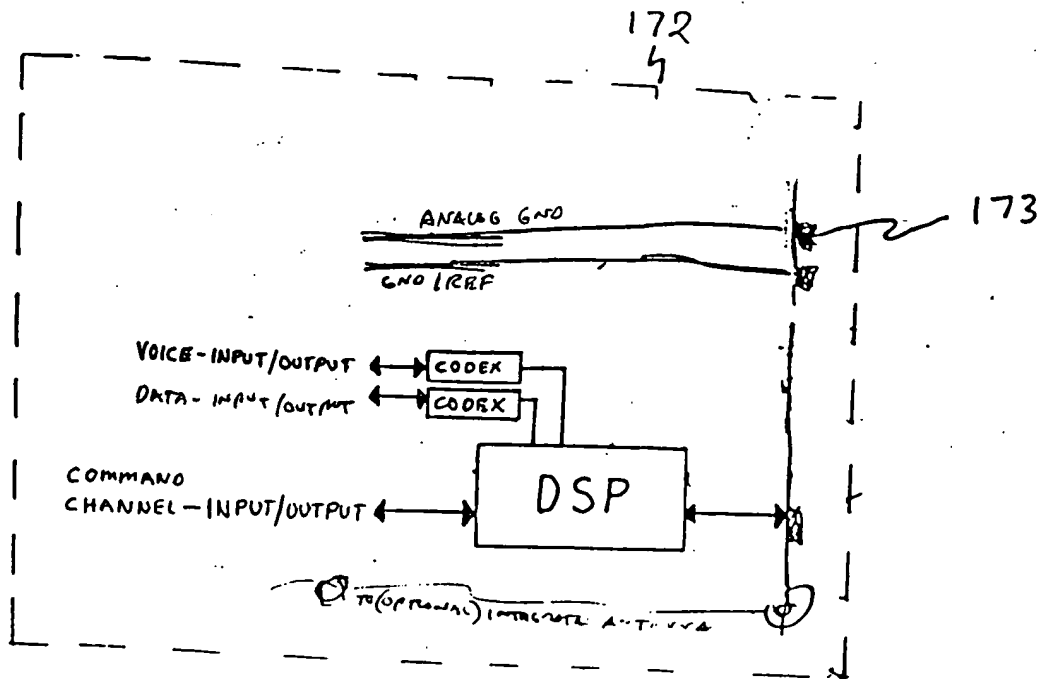 172
ANALOG GND
173
GND/REF
VOICE-INPUT/OUTPUT
CODEX
DATA-INPUT/OUTPUT
CODEX
COMMAND
CHANNEL-INPUT/OUTPUT
DSP
TO (OPTIONAL)